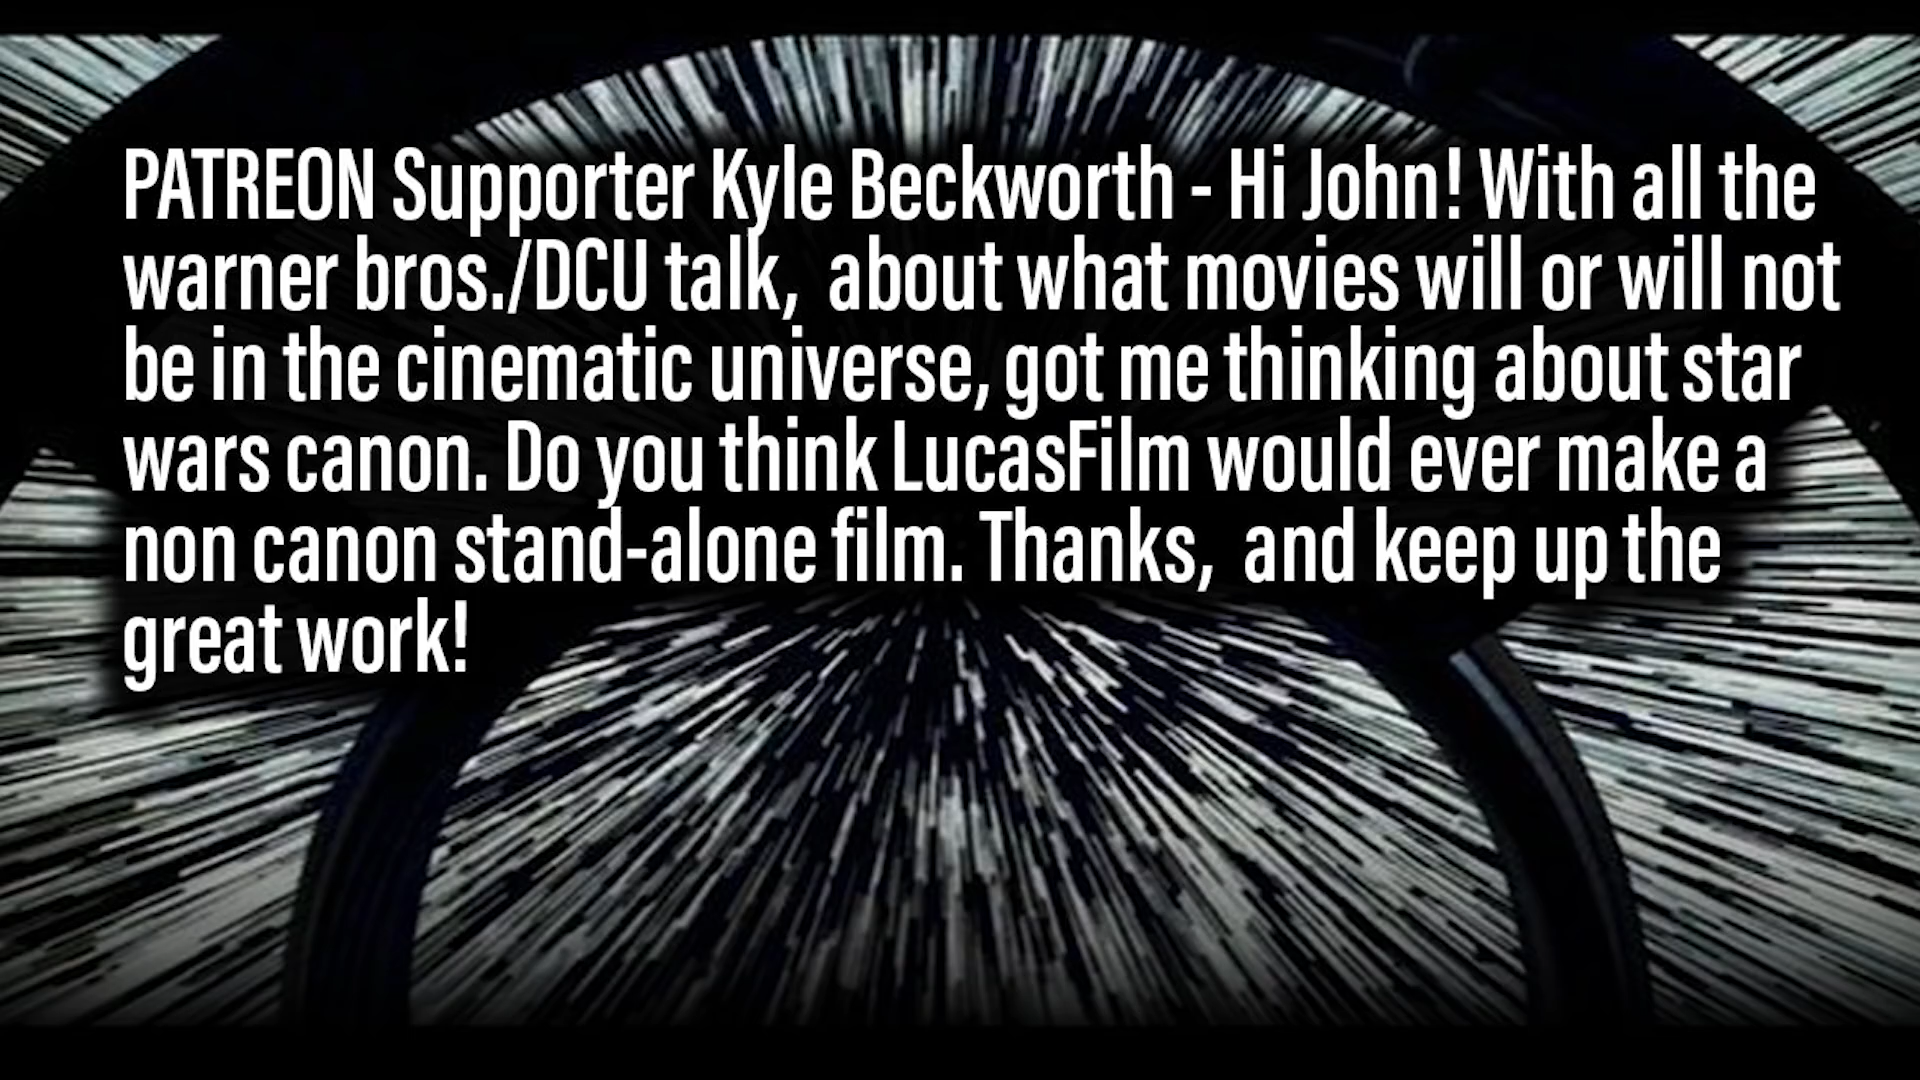 PATREON Supporter Kyle Beckworth - Hi John! With all the
warner bros./DCU talk,  about what movies will or will not
be in the cinematic universe, got me thinking about star
wars canon. Do you think LucasFilm would ever make a
non canon stand-alone film. Thanks,  and keep up the
great work!